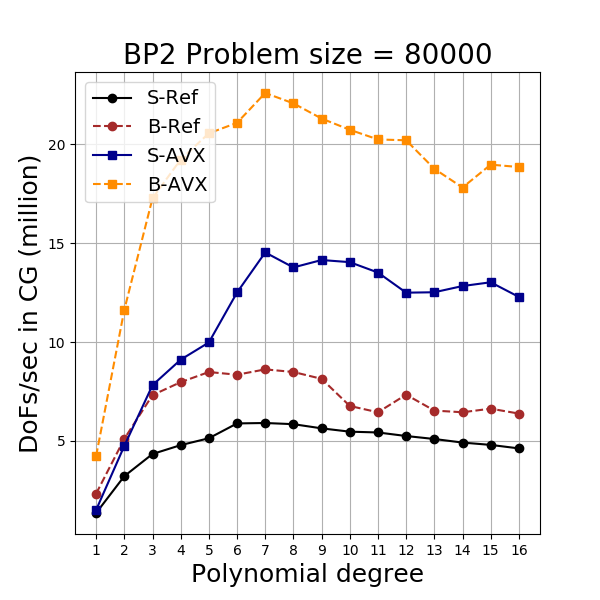 BP2 Problem size = 80000
S-Ref
B-Ref
S-AVX
B-AVX
DoFs/sec in CG (million)
20
15
10
5
1 2 3 4 5 6 7 8 9 10 11 12 13 14 15 16
Polynomial degree